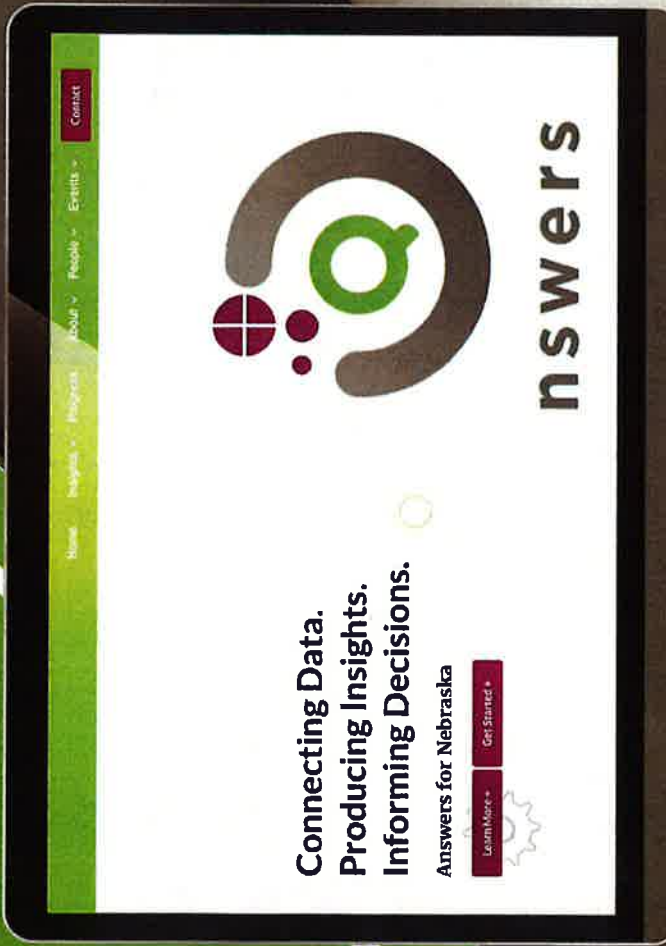 Home Insights Progress About People Events Contact
Connecting Data.
Producing Insights.
Informing Decisions.
Answers for Nebraska
Learn More +
Get Started +
nswers